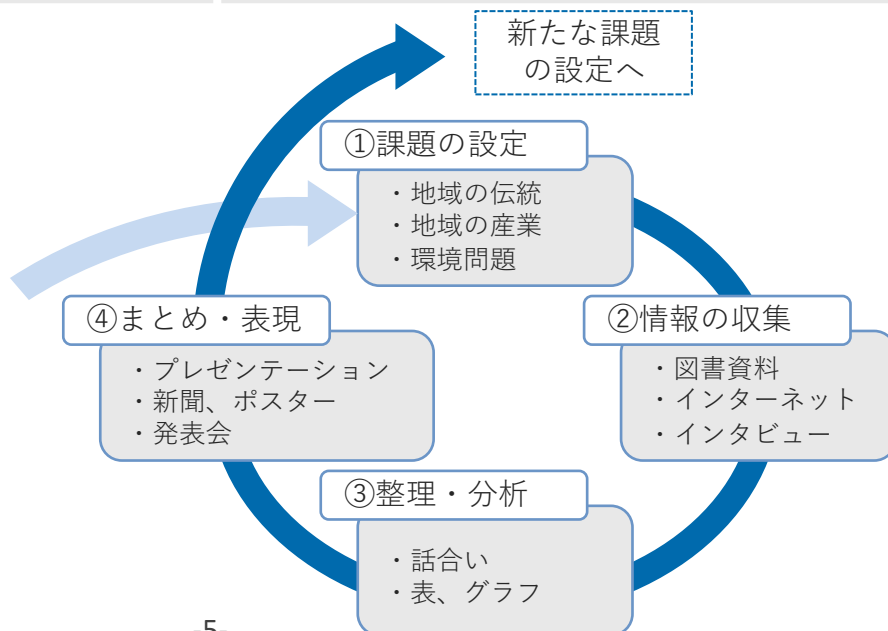 新たな課題
の設定へ
①課題の設定
・地域の伝統
・地域の産業
・環境問題
②情報の収集
・図書資料
・インターネット
・インタビュー
③整理・分析
・話合い
・表、グラフ
④まとめ・表現
・プレゼンテーション
・新聞、ポスター
・発表会
-5-